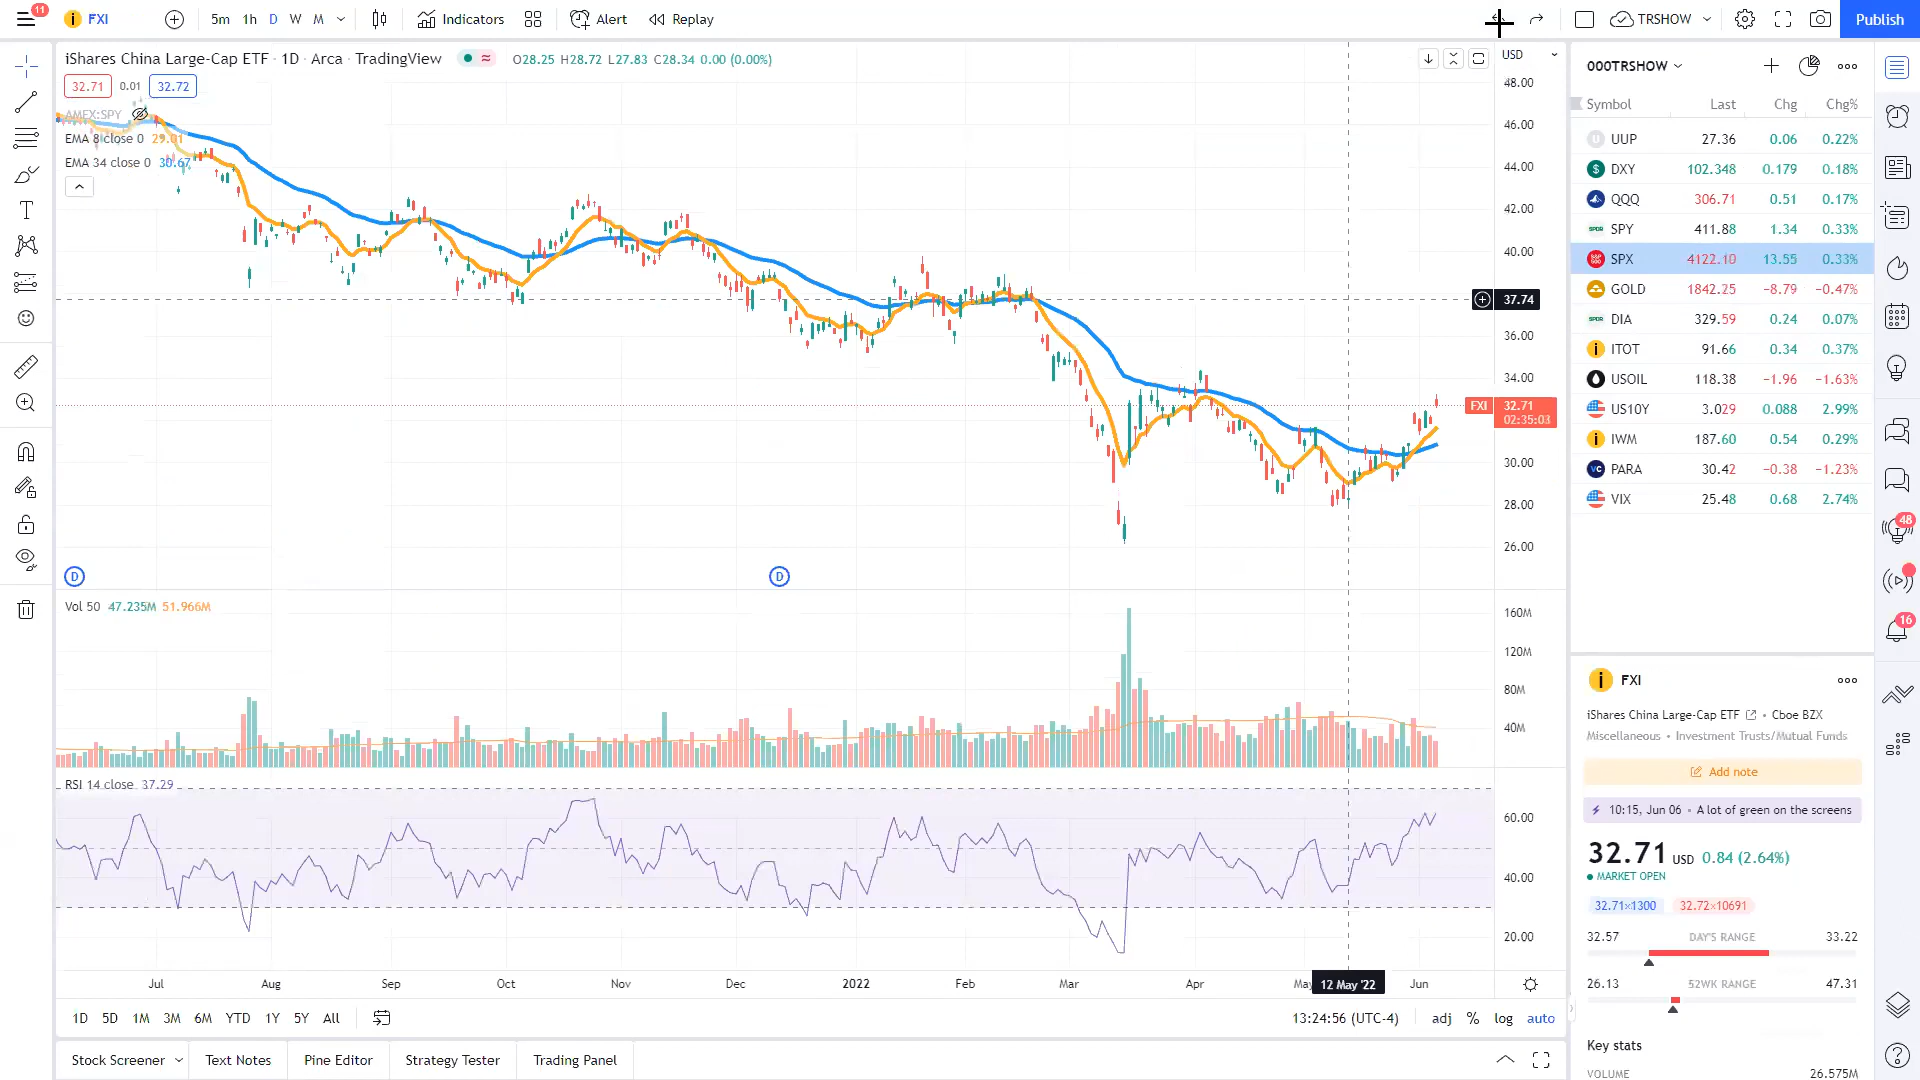 11
FXI
5m 1h D W M
Indicators
Alert
Replay
TRSHOW
Publish
iShares China Large-Cap ETF · 1D · Arca · TradingView
O28.25 H28.72 L27.83 C28.34 0.00 (0.00%)
32.71 0.01 32.72
AMEX:SPY
EMA 8 close 0 29.01
EMA 34 close 0 30.67
USD
48.00
46.00
44.00
42.00
40.00
37.74
36.00
34.00
FXI 32.71
02:35:03
30.00
28.00
26.00
D
D
Vol 50 47.235M 51.966M
160M
120M
80M
40M
RSI 14 close 37.29
60.00
40.00
20.00
Jul Aug Sep Oct Nov Dec 2022 Feb Mar Apr May 12 May '22 Jun
1D 5D 1M 3M 6M YTD 1Y 5Y All
13:24:56 (UTC-4)
adj % log auto
Stock Screener
Text Notes
Pine Editor
Strategy Tester
Trading Panel
000TRSHOW
Symbol Last Chg Chg%
UUP 27.36 0.06 0.22%
DXY 102.348 0.179 0.18%
QQQ 306.71 0.51 0.17%
SPY 411.88 1.34 0.33%
SPX 4122.10 13.55 0.33%
GOLD 1842.25 −8.79 −0.47%
DIA 329.59 0.24 0.07%
ITOT 91.66 0.34 0.37%
USOIL 118.38 −1.96 −1.63%
US10Y 3.029 0.088 2.99%
IWM 187.60 0.54 0.29%
PARA 30.42 −0.38 −1.23%
VIX 25.48 0.68 2.74%
FXI
iShares China Large-Cap ETF • Cboe BZX
Miscellaneous • Investment Trusts/Mutual Funds
Add note
10:15, Jun 06 • A lot of green on the screens
32.71 USD 0.84 (2.64%)
MARKET OPEN
32.71×1300 32.72×10691
32.57 DAY'S RANGE 33.22
26.13 52WK RANGE 47.31
Key stats
VOLUME 26.575M
48
16